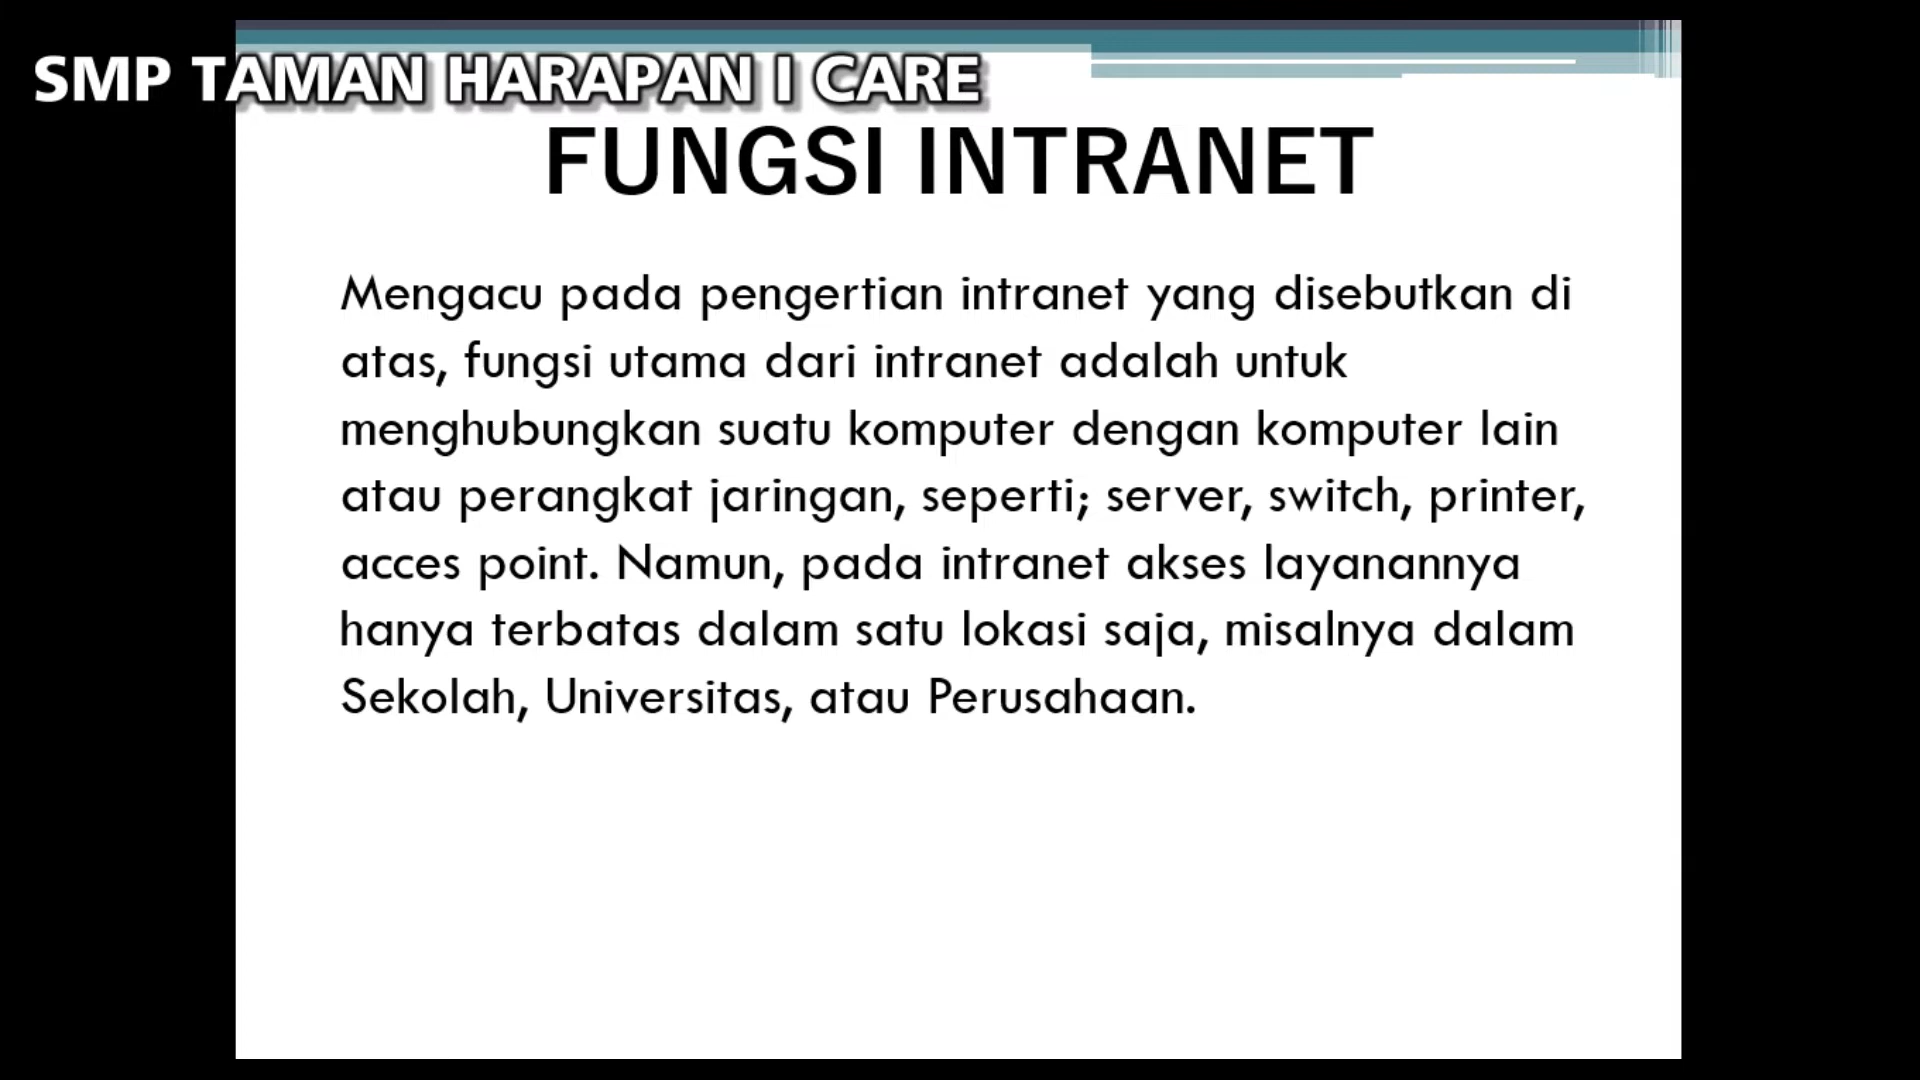 SMP TAMAN HARAPAN I CARE
FUNGSI INTRANET
Mengacu pada pengertian intranet yang disebutkan di
atas, fungsi utama dari intranet adalah untuk
menghubungkan suatu komputer dengan komputer lain
atau perangkat jaringan, seperti; server, switch, printer,
acces point. Namun, pada intranet akses layanannya
hanya terbatas dalam satu lokasi saja, misalnya dalam
Sekolah, Universitas, atau Perusahaan.